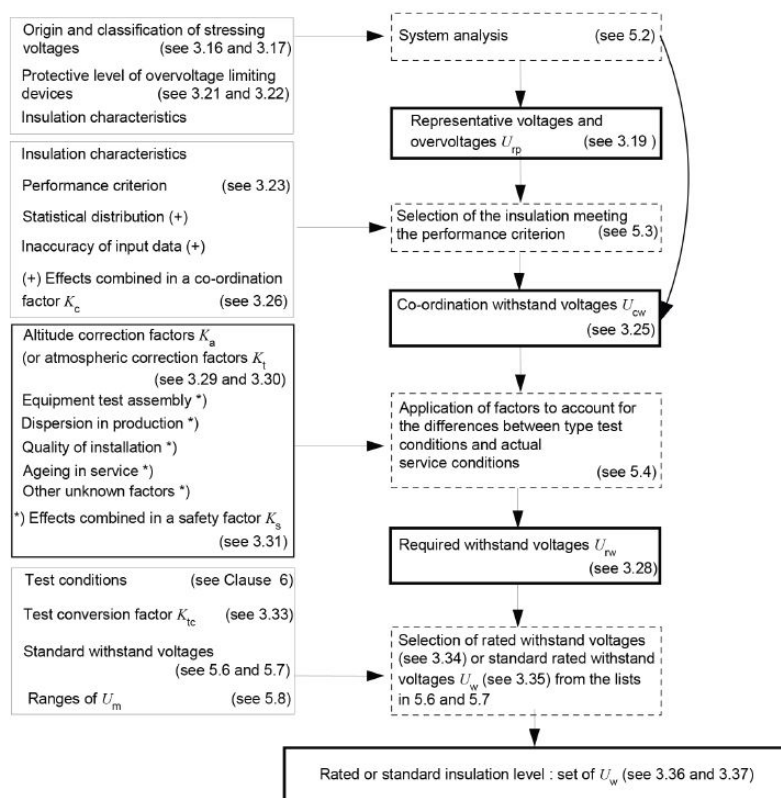 Origin and classification of stressing
voltages (see 3.16 and 3.17)
Protective level of overvoltage limiting
devices (see 3.21 and 3.22)
Insulation characteristics
System analysis (see 5.2)
Representative voltages and
overvoltages Urp (see 3.19 )
Insulation characteristics
Performance criterion (see 3.23)
Statistical distribution (+)
Inaccuracy of input data (+)
(+) Effects combined in a co-ordination
factor Kc (see 3.26)
Selection of the insulation meeting
the performance criterion (see 5.3)
Co-ordination withstand voltages Ucw
(see 3.25)
Altitude correction factors Ka
(or atmospheric correction factors Kt
(see 3.29 and 3.30)
Equipment test assembly *)
Dispersion in production *)
Quality of installation *)
Ageing in service *)
Other unknown factors *)
*) Effects combined in a safety factor Ks
(see 3.31)
Application of factors to account for
the differences between type test
conditions and actual
service conditions
(see 5.4)
Required withstand voltages Urw
(see 3.28)
Test conditions (see Clause 6)
Test conversion factor Ktc (see 3.33)
Standard withstand voltages
(see 5.6 and 5.7)
Ranges of Um (see 5.8)
Selection of rated withstand voltages
(see 3.34) or standard rated withstand
voltages Uw (see 3.35) from the lists
in 5.6 and 5.7
Rated or standard insulation level : set of Uw (see 3.36 and 3.37)